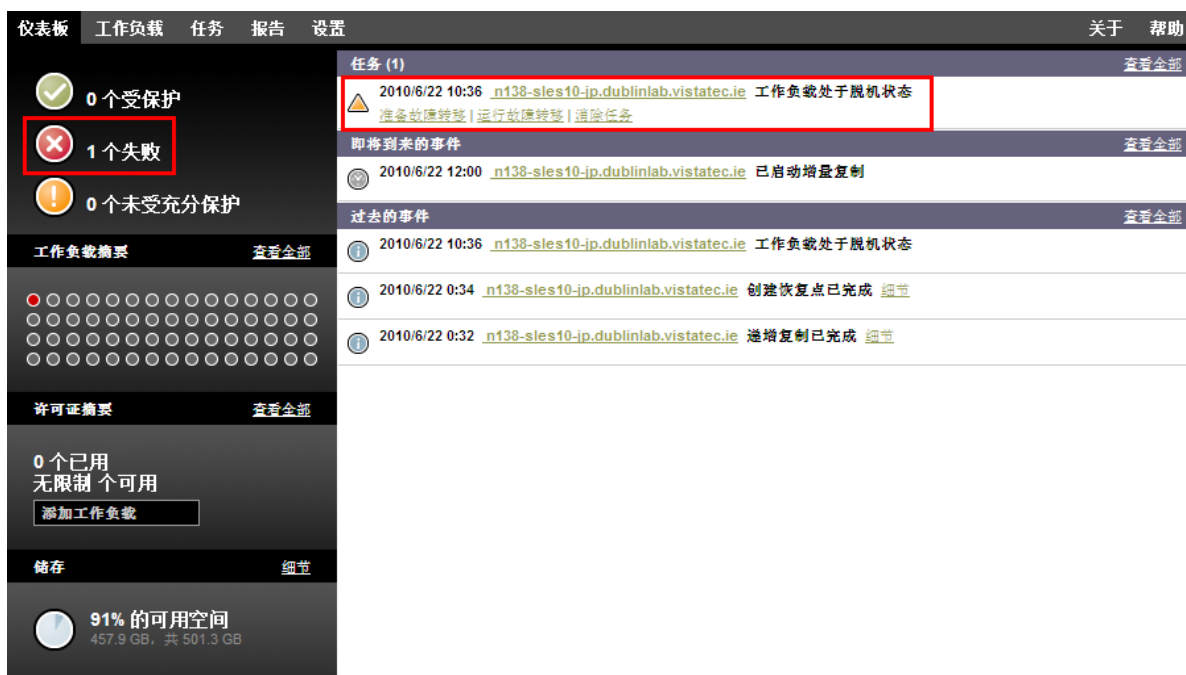 仪表板 工作负载 任务 报告 设置 关于 帮助
0 个受保护
1 个失败
0 个未受充分保护
工作负载摘要 查看全部
许可证摘要 查看全部
0 个已用
无限制 个可用
添加工作负载
储存 细节
91% 的可用空间
457.9 GB，共 501.3 GB
任务 (1) 查看全部
2010/6/22 10:36 _n138-sles10-jp.dublinlab.vistatec.ie 工作负载处于脱机状态
准备故障转移 | 运行故障转移 | 消除任务
即将到来的事件 查看全部
2010/6/22 12:00 _n138-sles10-jp.dublinlab.vistatec.ie 已启动增量复制
过去的事件 查看全部
2010/6/22 10:36 _n138-sles10-jp.dublinlab.vistatec.ie 工作负载处于脱机状态
2010/6/22 0:34 _n138-sles10-jp.dublinlab.vistatec.ie 创建恢复点已完成 细节
2010/6/22 0:32 _n138-sles10-jp.dublinlab.vistatec.ie 递增复制已完成 细节